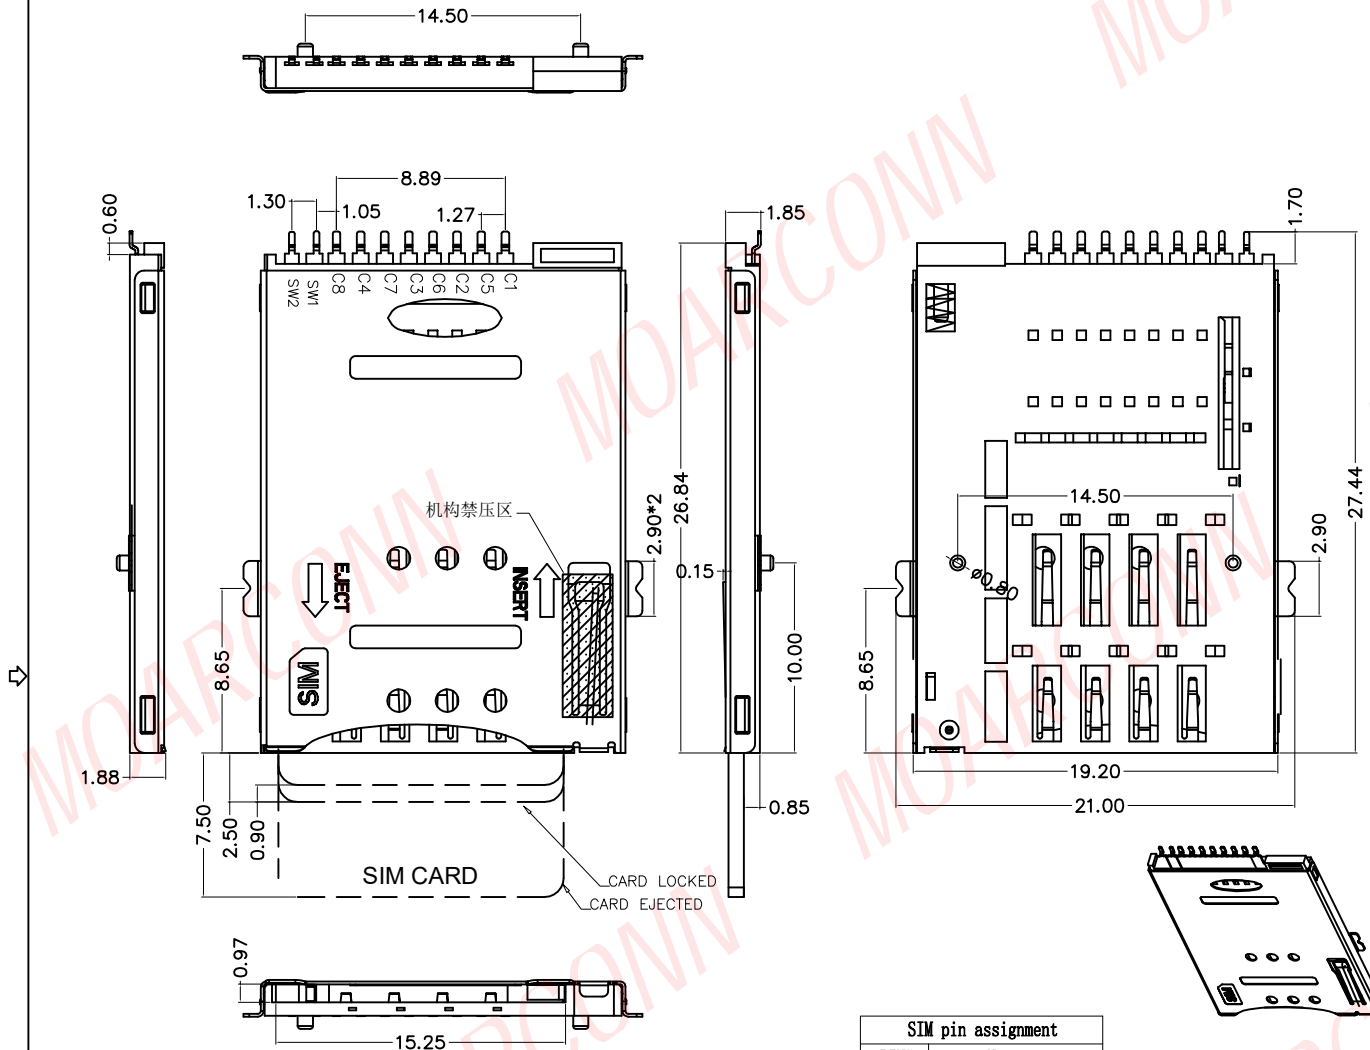 14.50
8.89
1.30
1.05
1.27
0.60
SW2
SW1
C8
C4
C7
C3
C6
C2
C5
C1
1.85
1.70
机构禁压区
2.90*2
26.84
0.15
14.50
ø0.80
27.44
2.90
EJECT
INSERT
SIM
8.65
10.00
8.65
1.88
19.20
21.00
0.85
7.50
2.50
0.90
SIM CARD
CARD LOCKED
CARD EJECTED
0.97
15.25
SIM pin assignment
MOARCONN
MOARCONN
MOARCONN